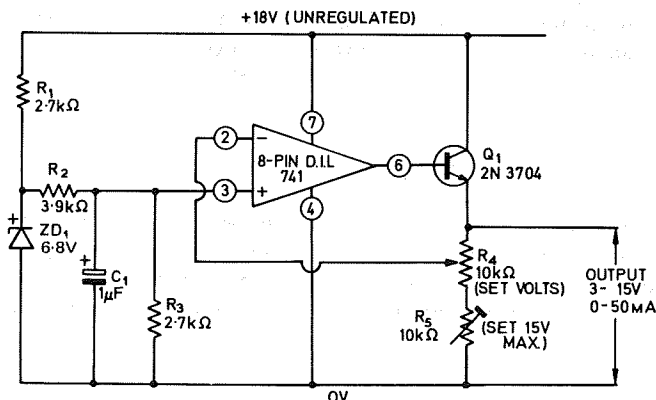 +18V (UNREGULATED)
R1
2·7kΩ
R2
3·9kΩ
+
ZD1
6·8V
+
C1
1µF
R3
2·7kΩ
2
3
−
+
8-PIN D.I.L
741
7
4
6
Q1
2N 3704
R4
10kΩ
(SET VOLTS)
R5
10kΩ
(SET 15V
MAX.)
OUTPUT
3- 15V
0-50MA
0V